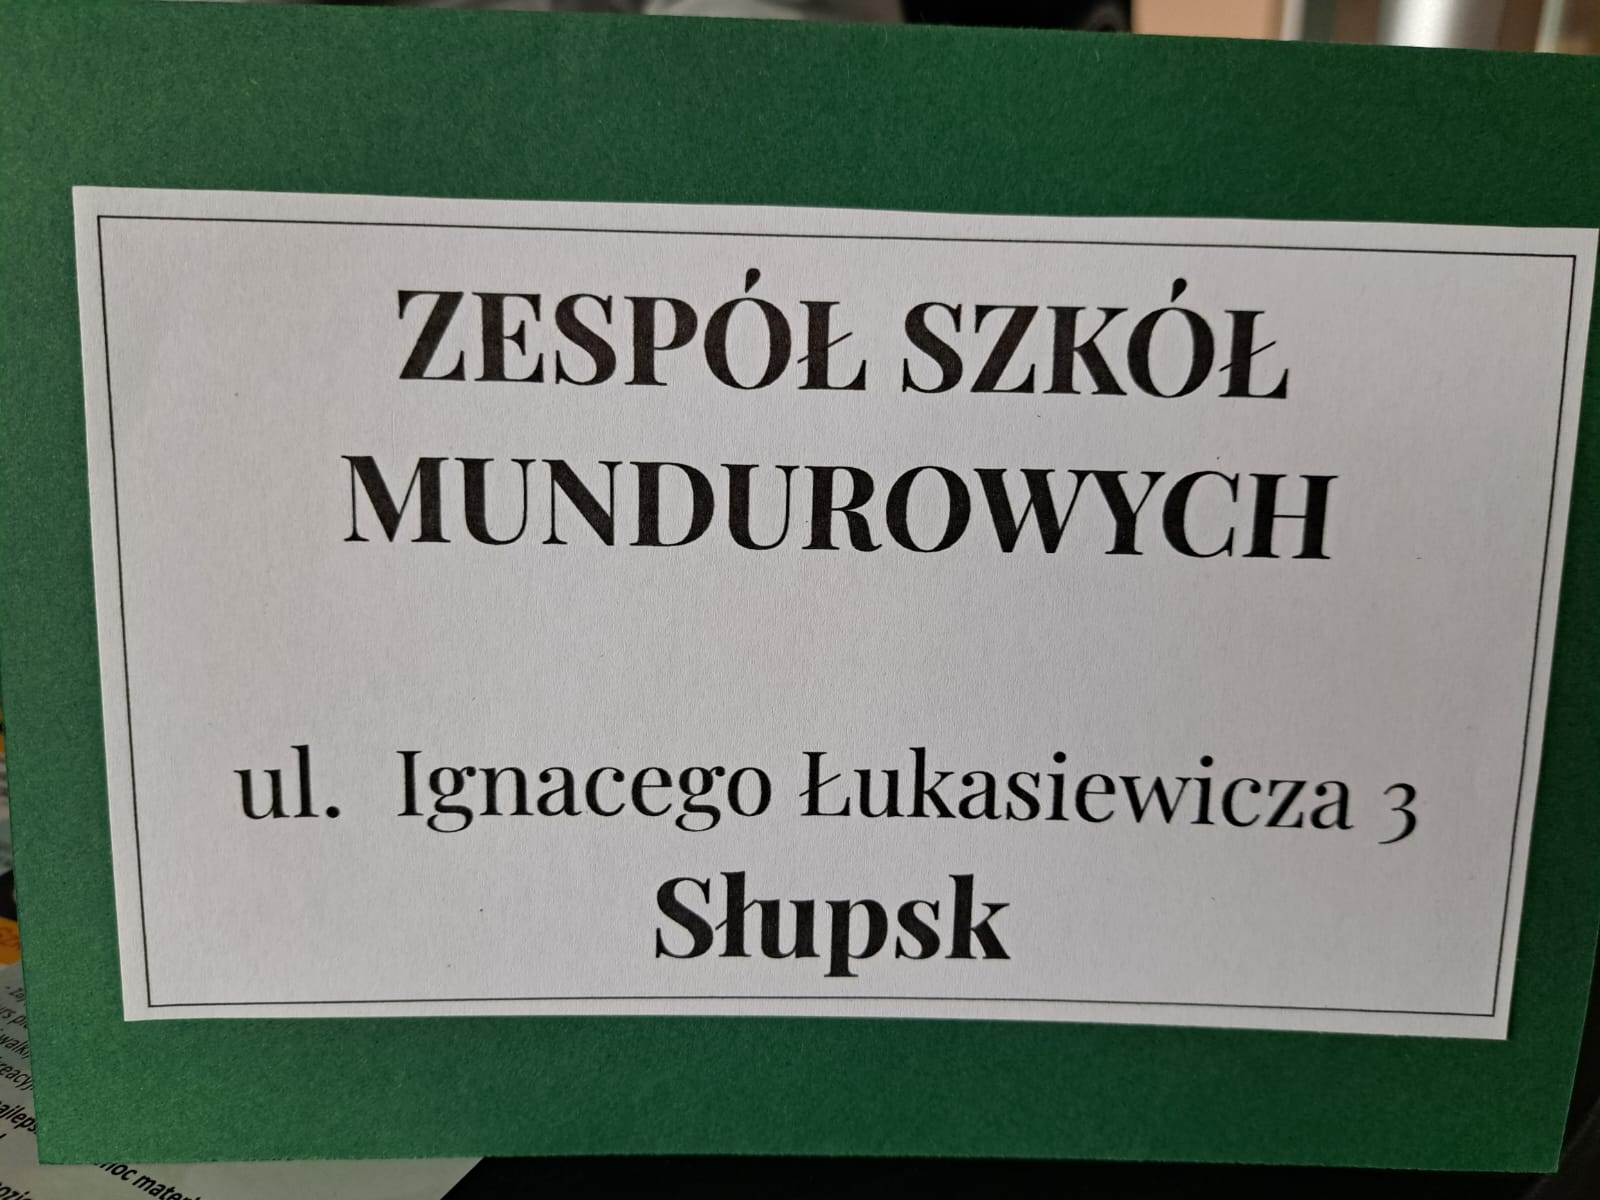 ZESPÓŁ SZKÓŁ
MUNDUROWYCH
ul. Ignacego Łukasiewicza 3
Słupsk